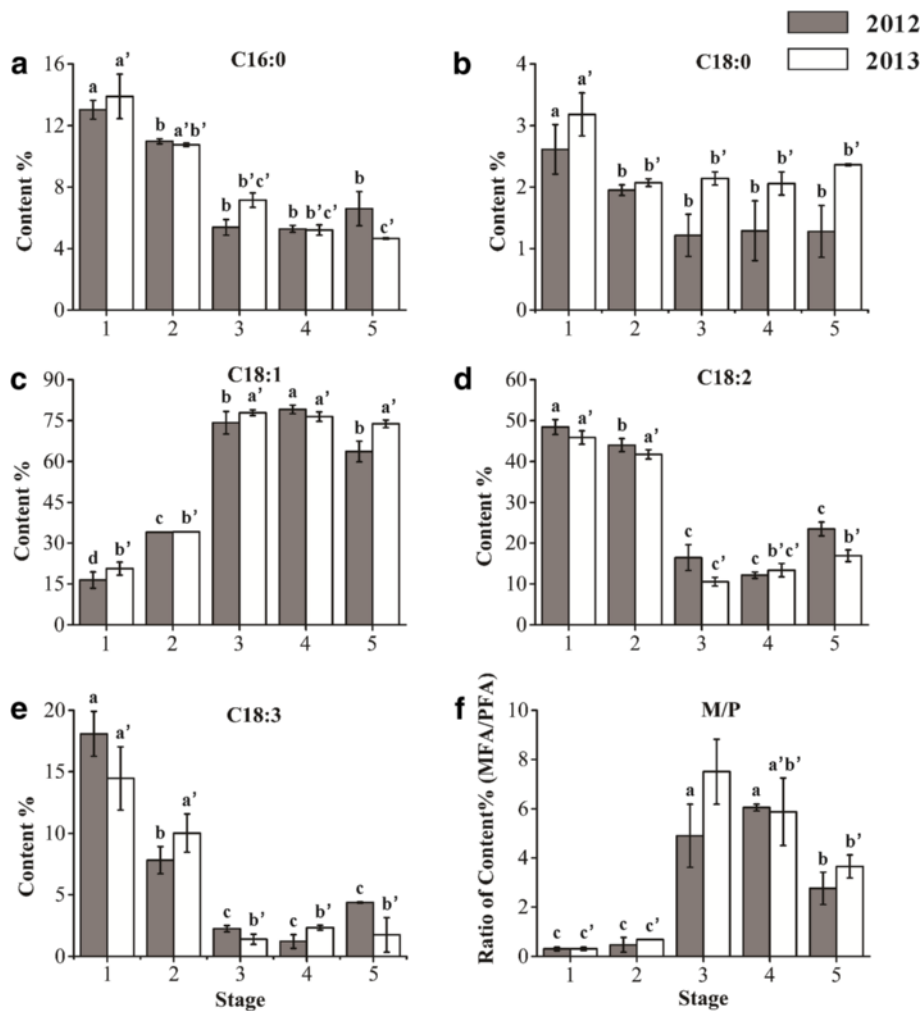 2012
2013
a
C16:0
Content %
16
12
8
4
0
a a' b a'b' b b'c' b b'c' b c'
1 2 3 4 5
b
C18:0
Content %
4
3
2
1
0
a a' b b' b b' b b' b b'
1 2 3 4 5
c
C18:1
Content %
90
75
60
45
30
15
0
d b' c b' b a' a a' b a'
1 2 3 4 5
d
C18:2
Content %
60
50
40
30
20
10
0
a a' b a' c c' c b'c' c b'
1 2 3 4 5
e
C18:3
Content %
20
15
10
5
0
a a' b a' c b' c b' c b'
1 2 3 4 5
Stage
f
M/P
Ratio of Content% (MFA/PFA)
10
8
6
4
2
0
c c' c c' a a a'b' b b'
1 2 3 4 5
Stage